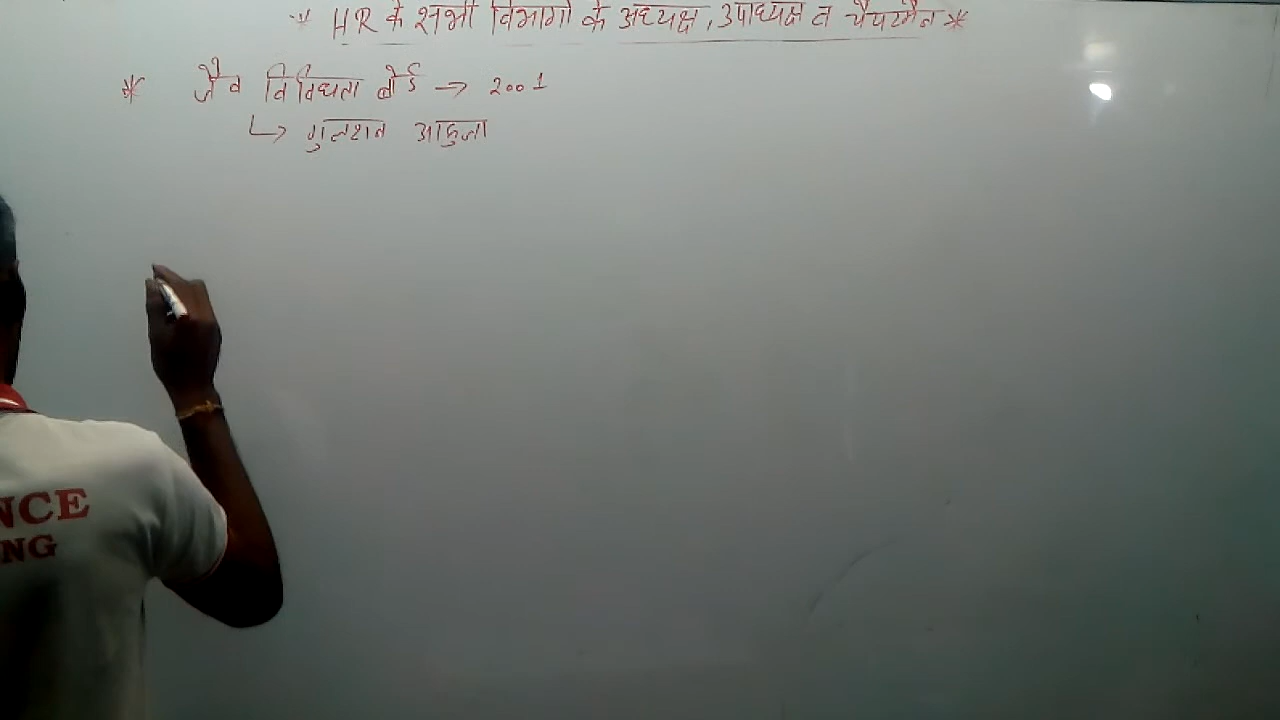 * HR के सभी विभागों के अध्यक्ष, उपाध्यक्ष व चेयरमैन *
* जैव विविधता बोर्ड → 2001
↳ गुलशन आहुजा
NCE
NG